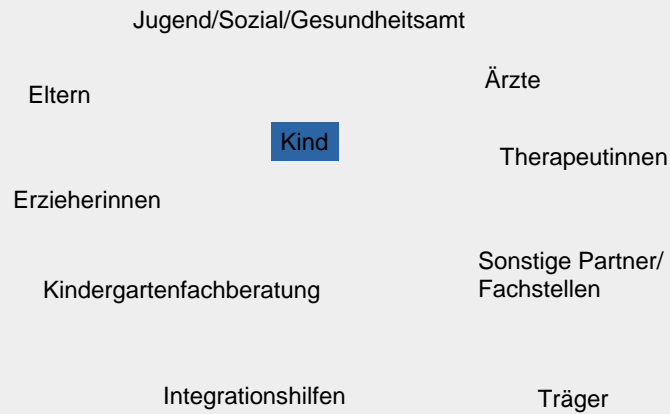 Jugend/Sozial/Gesundheitsamt
Ärzte
Eltern
Kind
Therapeutinnen
Erzieherinnen
Sonstige Partner/
Fachstellen
Kindergartenfachberatung
Integrationshilfen
Träger